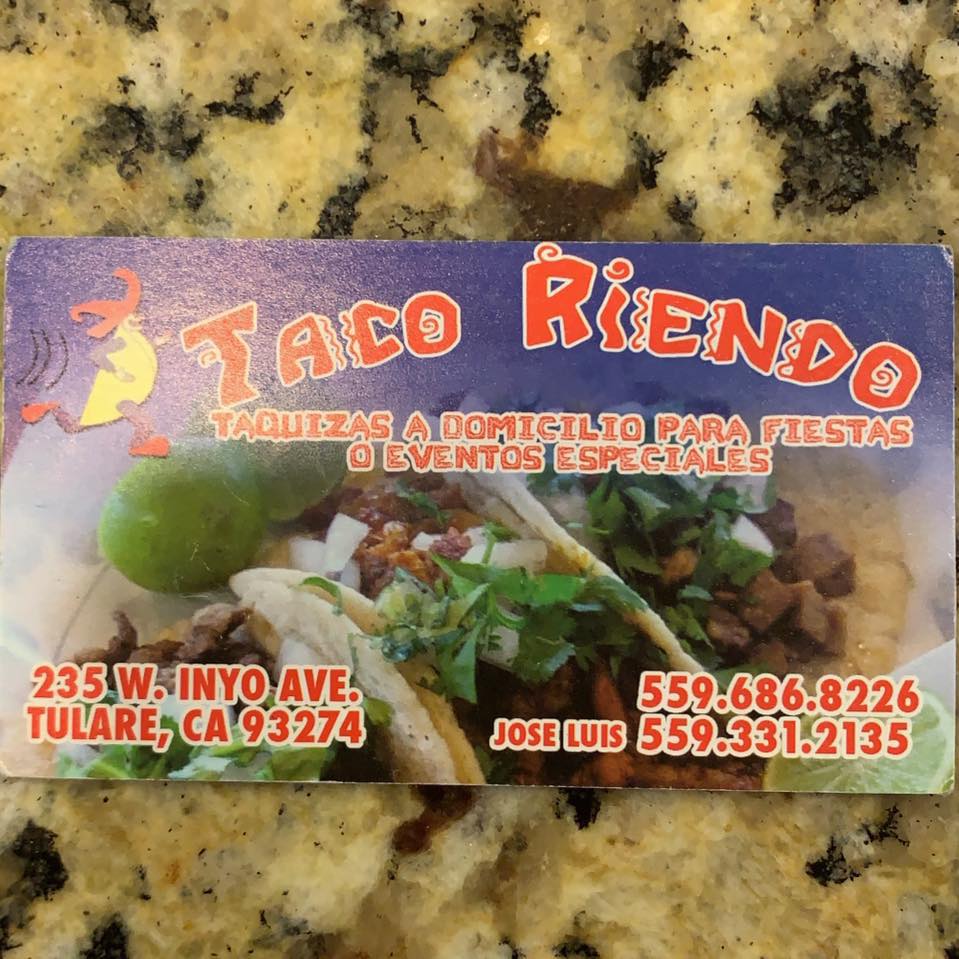 TACO RIENDO
TAQUIZAS A DOMICILIO PARA FIESTAS
O EVENTOS ESPECIALES
235 W. INYO AVE.
TULARE, CA 93274
559.686.8226
JOSE LUIS 559.331.2135